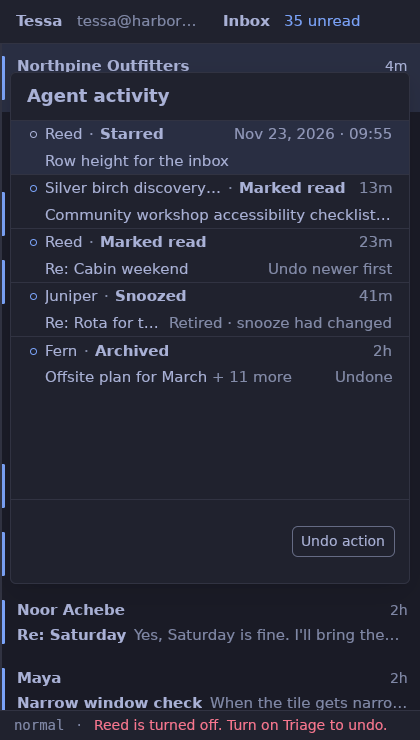 Tessa tessa@harbor… Inbox 35 unread
Northpine Outfitters 4m
Agent activity
Reed · Starred Nov 23, 2026 · 09:55
Row height for the inbox
Silver birch discovery… · Marked read 13m
Community workshop accessibility checklist…
Reed · Marked read 23m
Re: Cabin weekend Undo newer first
Juniper · Snoozed 41m
Re: Rota for t… Retired · snooze had changed
Fern · Archived 2h
Offsite plan for March + 11 more Undone
Undo action
Noor Achebe 2h
Re: Saturday Yes, Saturday is fine. I'll bring the…
Maya 2h
Narrow window check When the tile gets narro…
normal · Reed is turned off. Turn on Triage to undo.